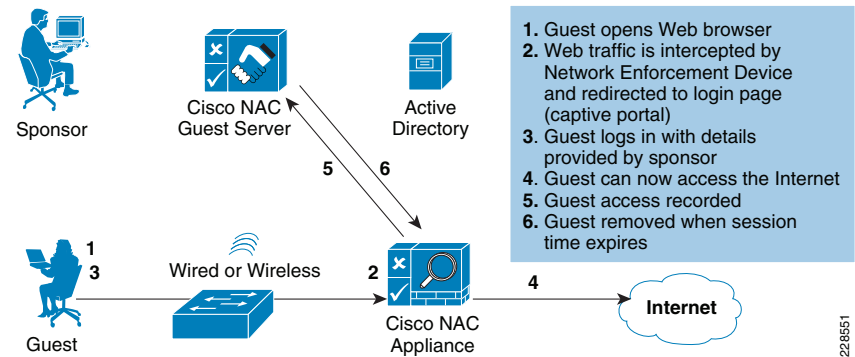 Sponsor
Cisco NAC
Guest Server
Active
Directory
1. Guest opens Web browser
2. Web traffic is intercepted by
Network Enforcement Device
and redirected to login page
(captive portal)
3. Guest logs in with details
provided by sponsor
4. Guest can now access the Internet
5. Guest access recorded
6. Guest removed when session
time expires
5
6
1
3
Wired or Wireless
2
4
Internet
Guest
Cisco NAC
Appliance
228551